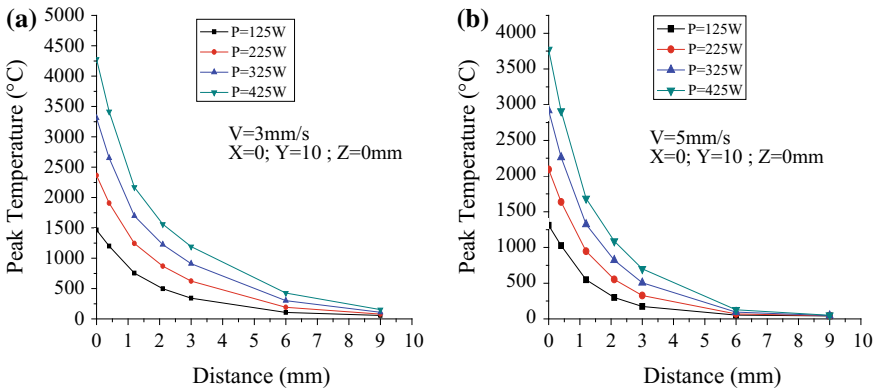 (a)
Peak Temperature (°C)
5000
4500
4000
3500
3000
2500
2000
1500
1000
500
0
P=125W
P=225W
P=325W
P=425W
V=3mm/s
X=0; Y=10 ; Z=0mm
0 1 2 3 4 5 6 7 8 9 10
Distance (mm)
(b)
Peak Temperature (°C)
4000
3500
3000
2500
2000
1500
1000
500
0
P=125W
P=225W
P=325W
P=425W
V=5mm/s
X=0; Y=10 ; Z=0mm
0 1 2 3 4 5 6 7 8 9 10
Distance (mm)